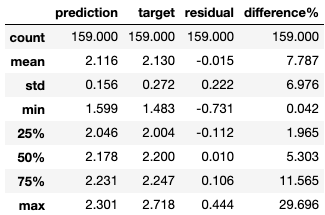 prediction target residual difference%
count 159.000 159.000 159.000 159.000
mean 2.116 2.130 -0.015 7.787
std 0.156 0.272 0.222 6.976
min 1.599 1.483 -0.731 0.042
25% 2.046 2.004 -0.112 1.965
50% 2.178 2.200 0.010 5.303
75% 2.231 2.247 0.106 11.565
max 2.301 2.718 0.444 29.696